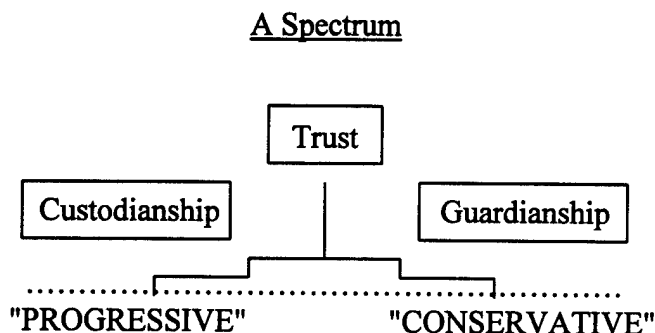 A Spectrum
Trust
Custodianship Guardianship
"PROGRESSIVE" "CONSERVATIVE"